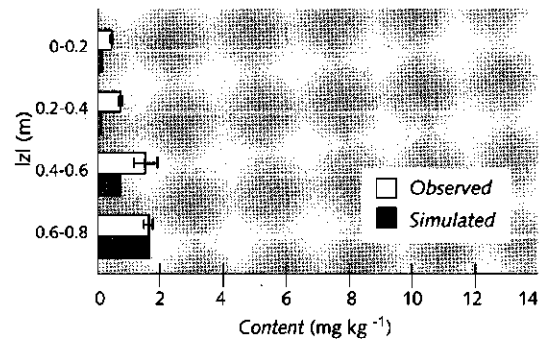 0-0.2
0.2-0.4
0.4-0.6
0.6-0.8
|z| (m)
Observed
Simulated
0 2 4 6 8 10 12 14
Content (mg kg⁻¹)